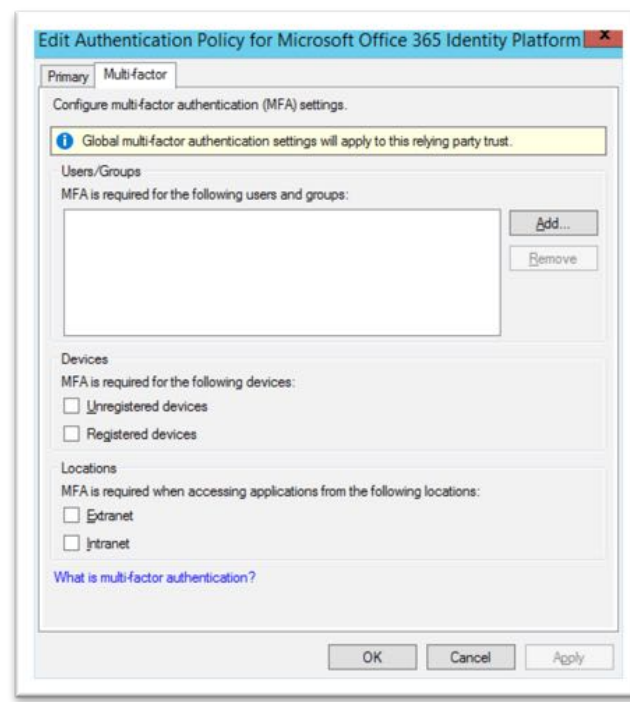 Edit Authentication Policy for Microsoft Office 365 Identity Platform
x
Primary
Multi-factor
Configure multi-factor authentication (MFA) settings.
Global multi-factor authentication settings will apply to this relying party trust.
Users/Groups
MFA is required for the following users and groups:
Add...
Remove
Devices
MFA is required for the following devices:
Unregistered devices
Registered devices
Locations
MFA is required when accessing applications from the following locations:
Extranet
Intranet
What is multi-factor authentication?
OK
Cancel
Apply